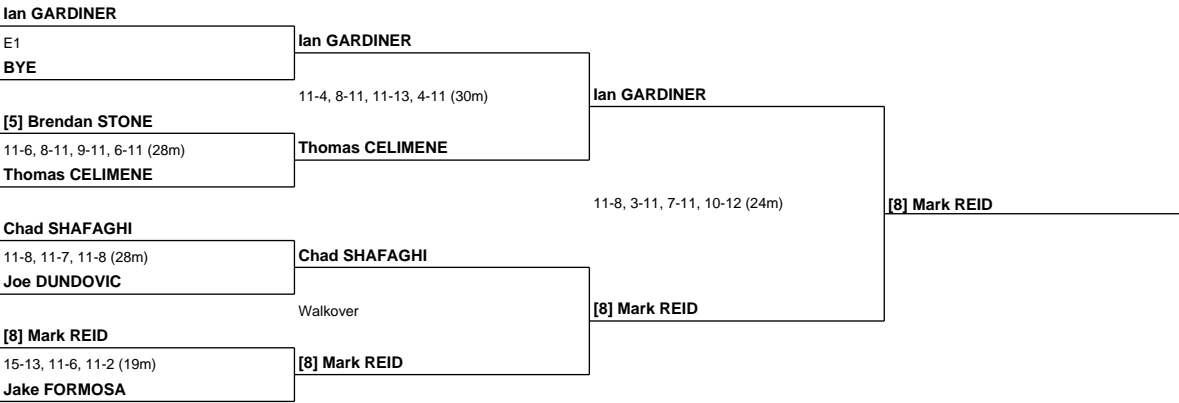 Ian GARDINER
E1
BYE
[5] Brendan STONE
11-6, 8-11, 9-11, 6-11 (28m)
Thomas CELIMENE
Chad SHAFAGHI
11-8, 11-7, 11-8 (28m)
Joe DUNDOVIC
[8] Mark REID
15-13, 11-6, 11-2 (19m)
Jake FORMOSA
Ian GARDINER
11-4, 8-11, 11-13, 4-11 (30m)
Thomas CELIMENE
Chad SHAFAGHI
Walkover
[8] Mark REID
Ian GARDINER
11-8, 3-11, 7-11, 10-12 (24m)
[8] Mark REID
[8] Mark REID